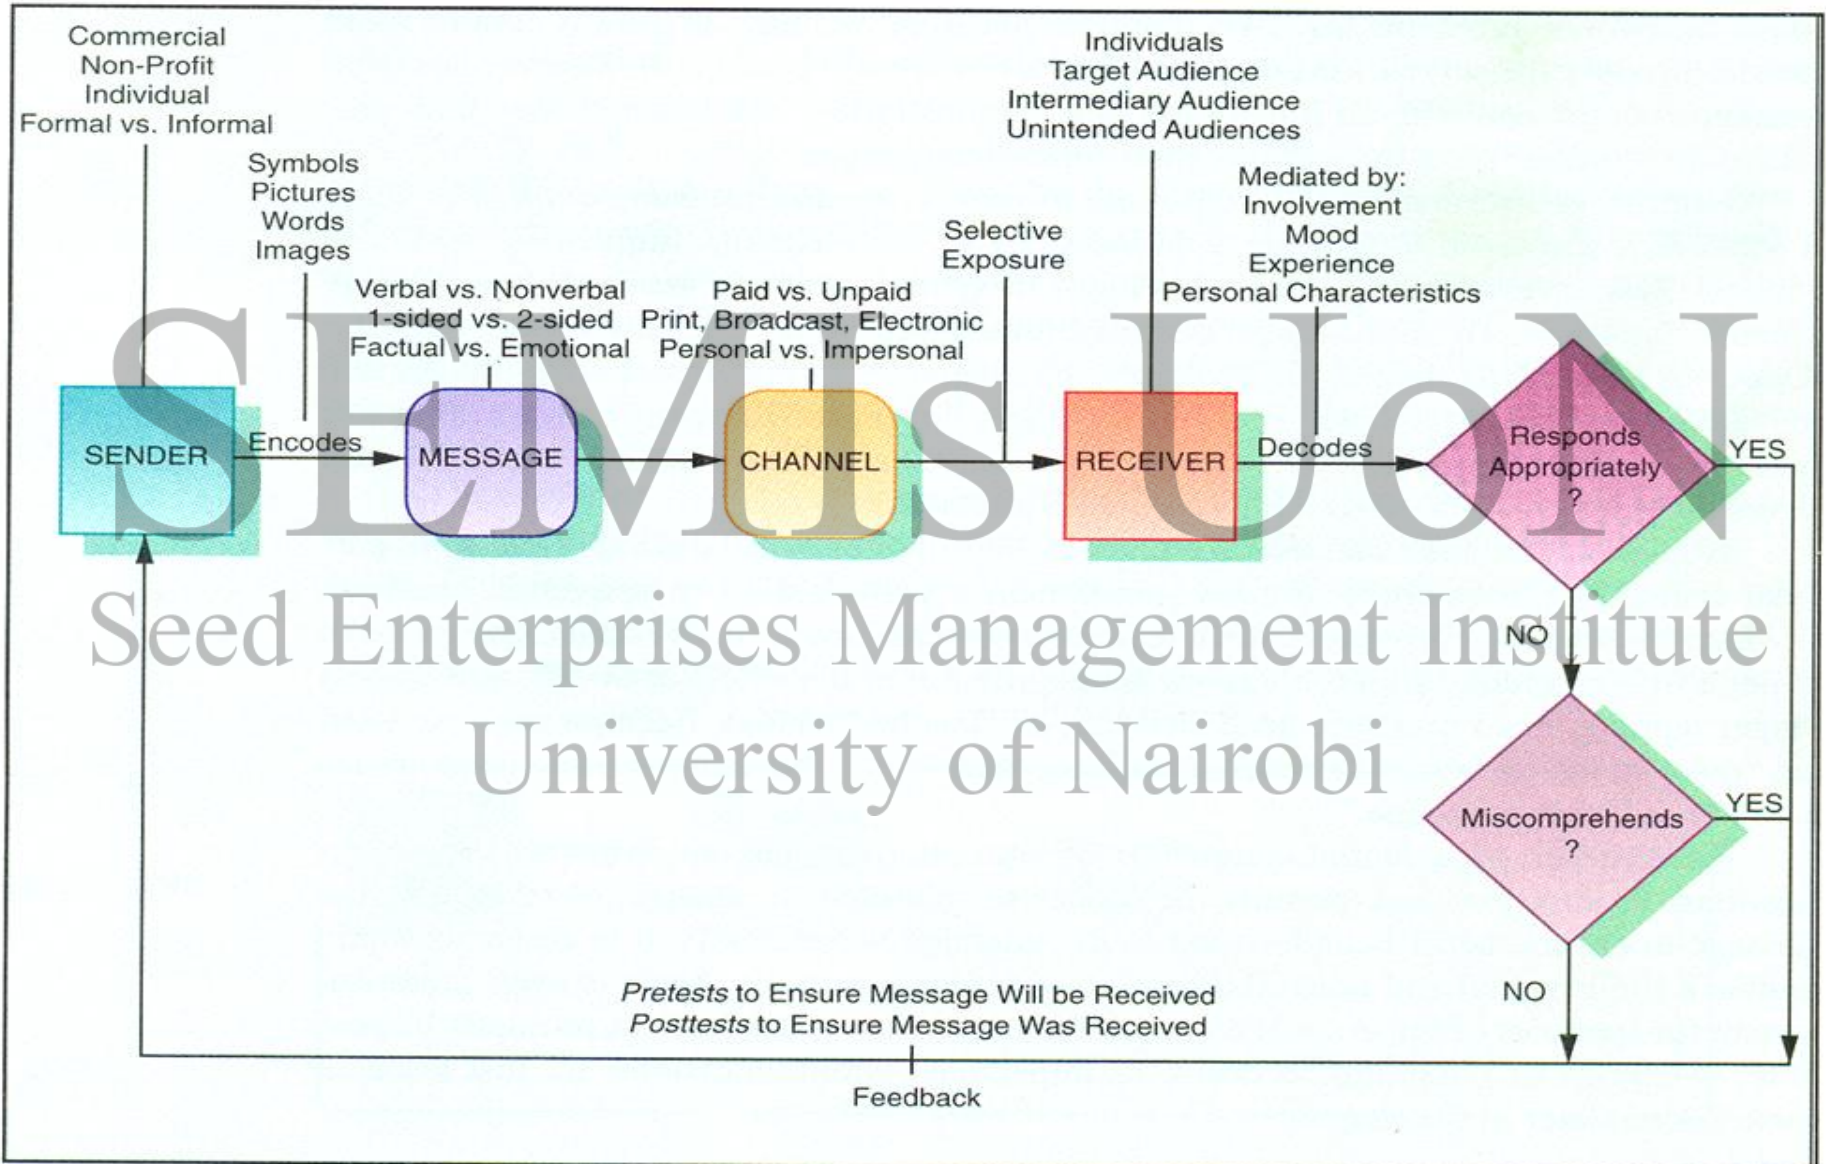 Commercial
Non-Profit
Individual
Formal vs. Informal
Symbols
Pictures
Words
Images
Verbal vs. Nonverbal
1-sided vs. 2-sided
Factual vs. Emotional
Paid vs. Unpaid
Print, Broadcast, Electronic
Personal vs. Impersonal
Selective
Exposure
Individuals
Target Audience
Intermediary Audience
Unintended Audiences
Mediated by:
Involvement
Mood
Experience
Personal Characteristics
SENDER
Encodes
MESSAGE
CHANNEL
RECEIVER
Decodes
Responds
Appropriately
?
YES
NO
Miscomprehends
?
YES
NO
Pretests to Ensure Message Will be Received
Posttests to Ensure Message Was Received
Feedback
SEMIs UoN
Seed Enterprises Management Institute
University of Nairobi